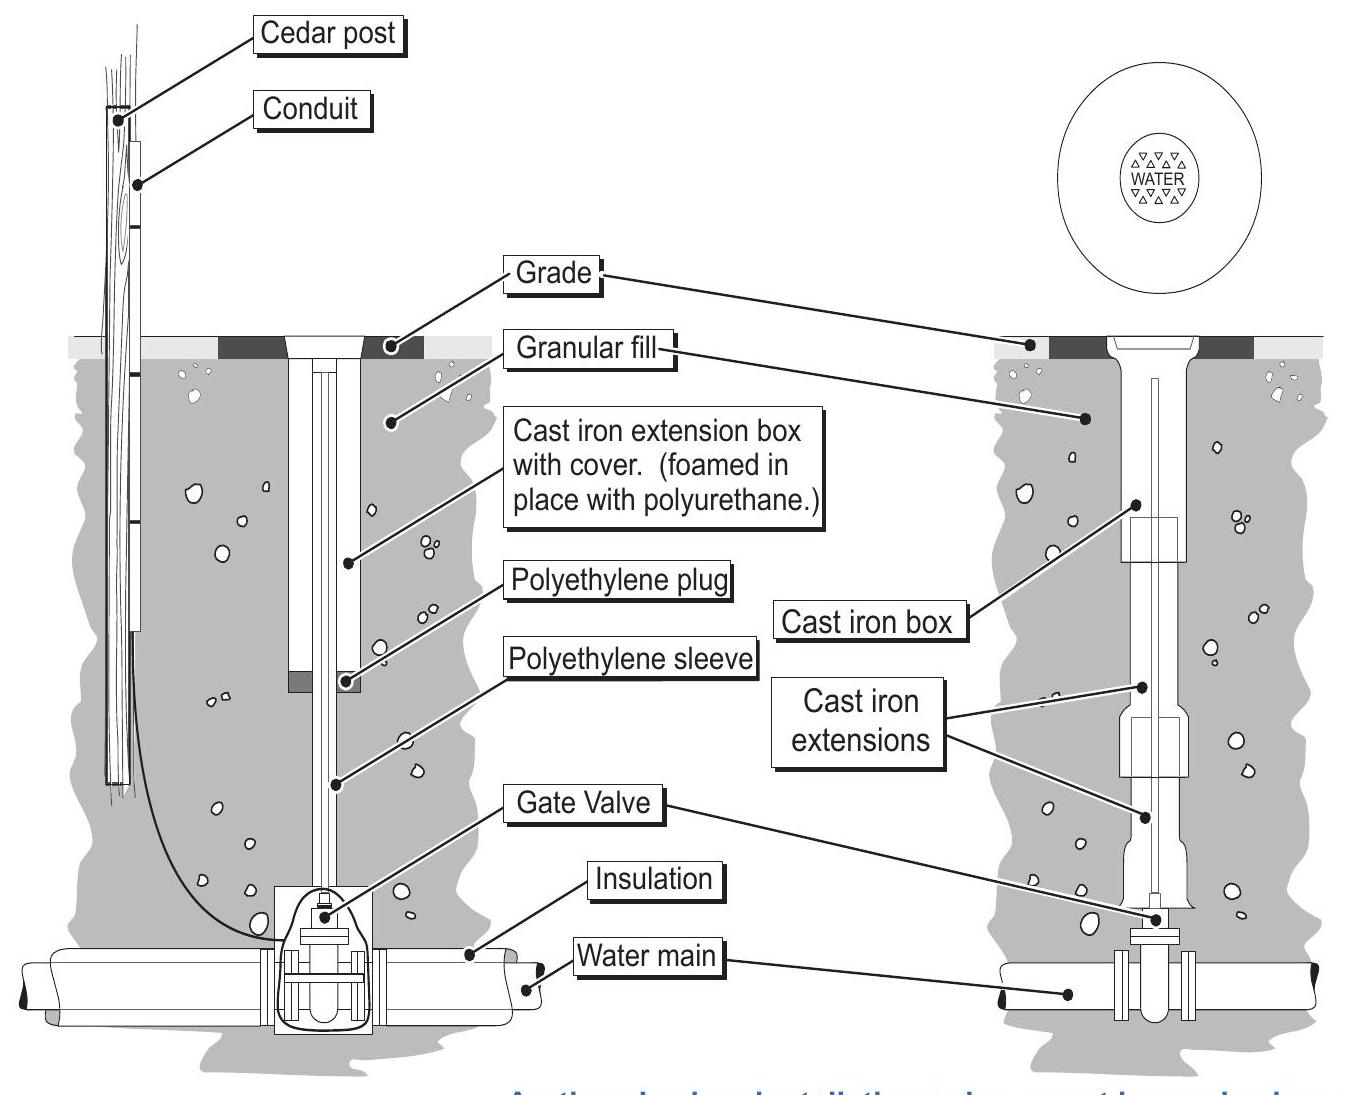 Cedar post
Conduit
WATER
Grade
Granular fill
Cast iron extension box
with cover. (foamed in
place with polyurethane.)
Polyethylene plug
Cast iron box
Polyethylene sleeve
Cast iron
extensions
Gate Valve
Insulation
Water main